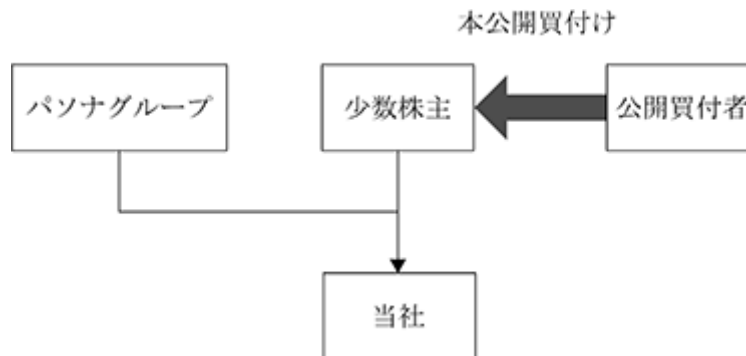 本公開買付け
パソナグループ
少数株主
公開買付者
当社